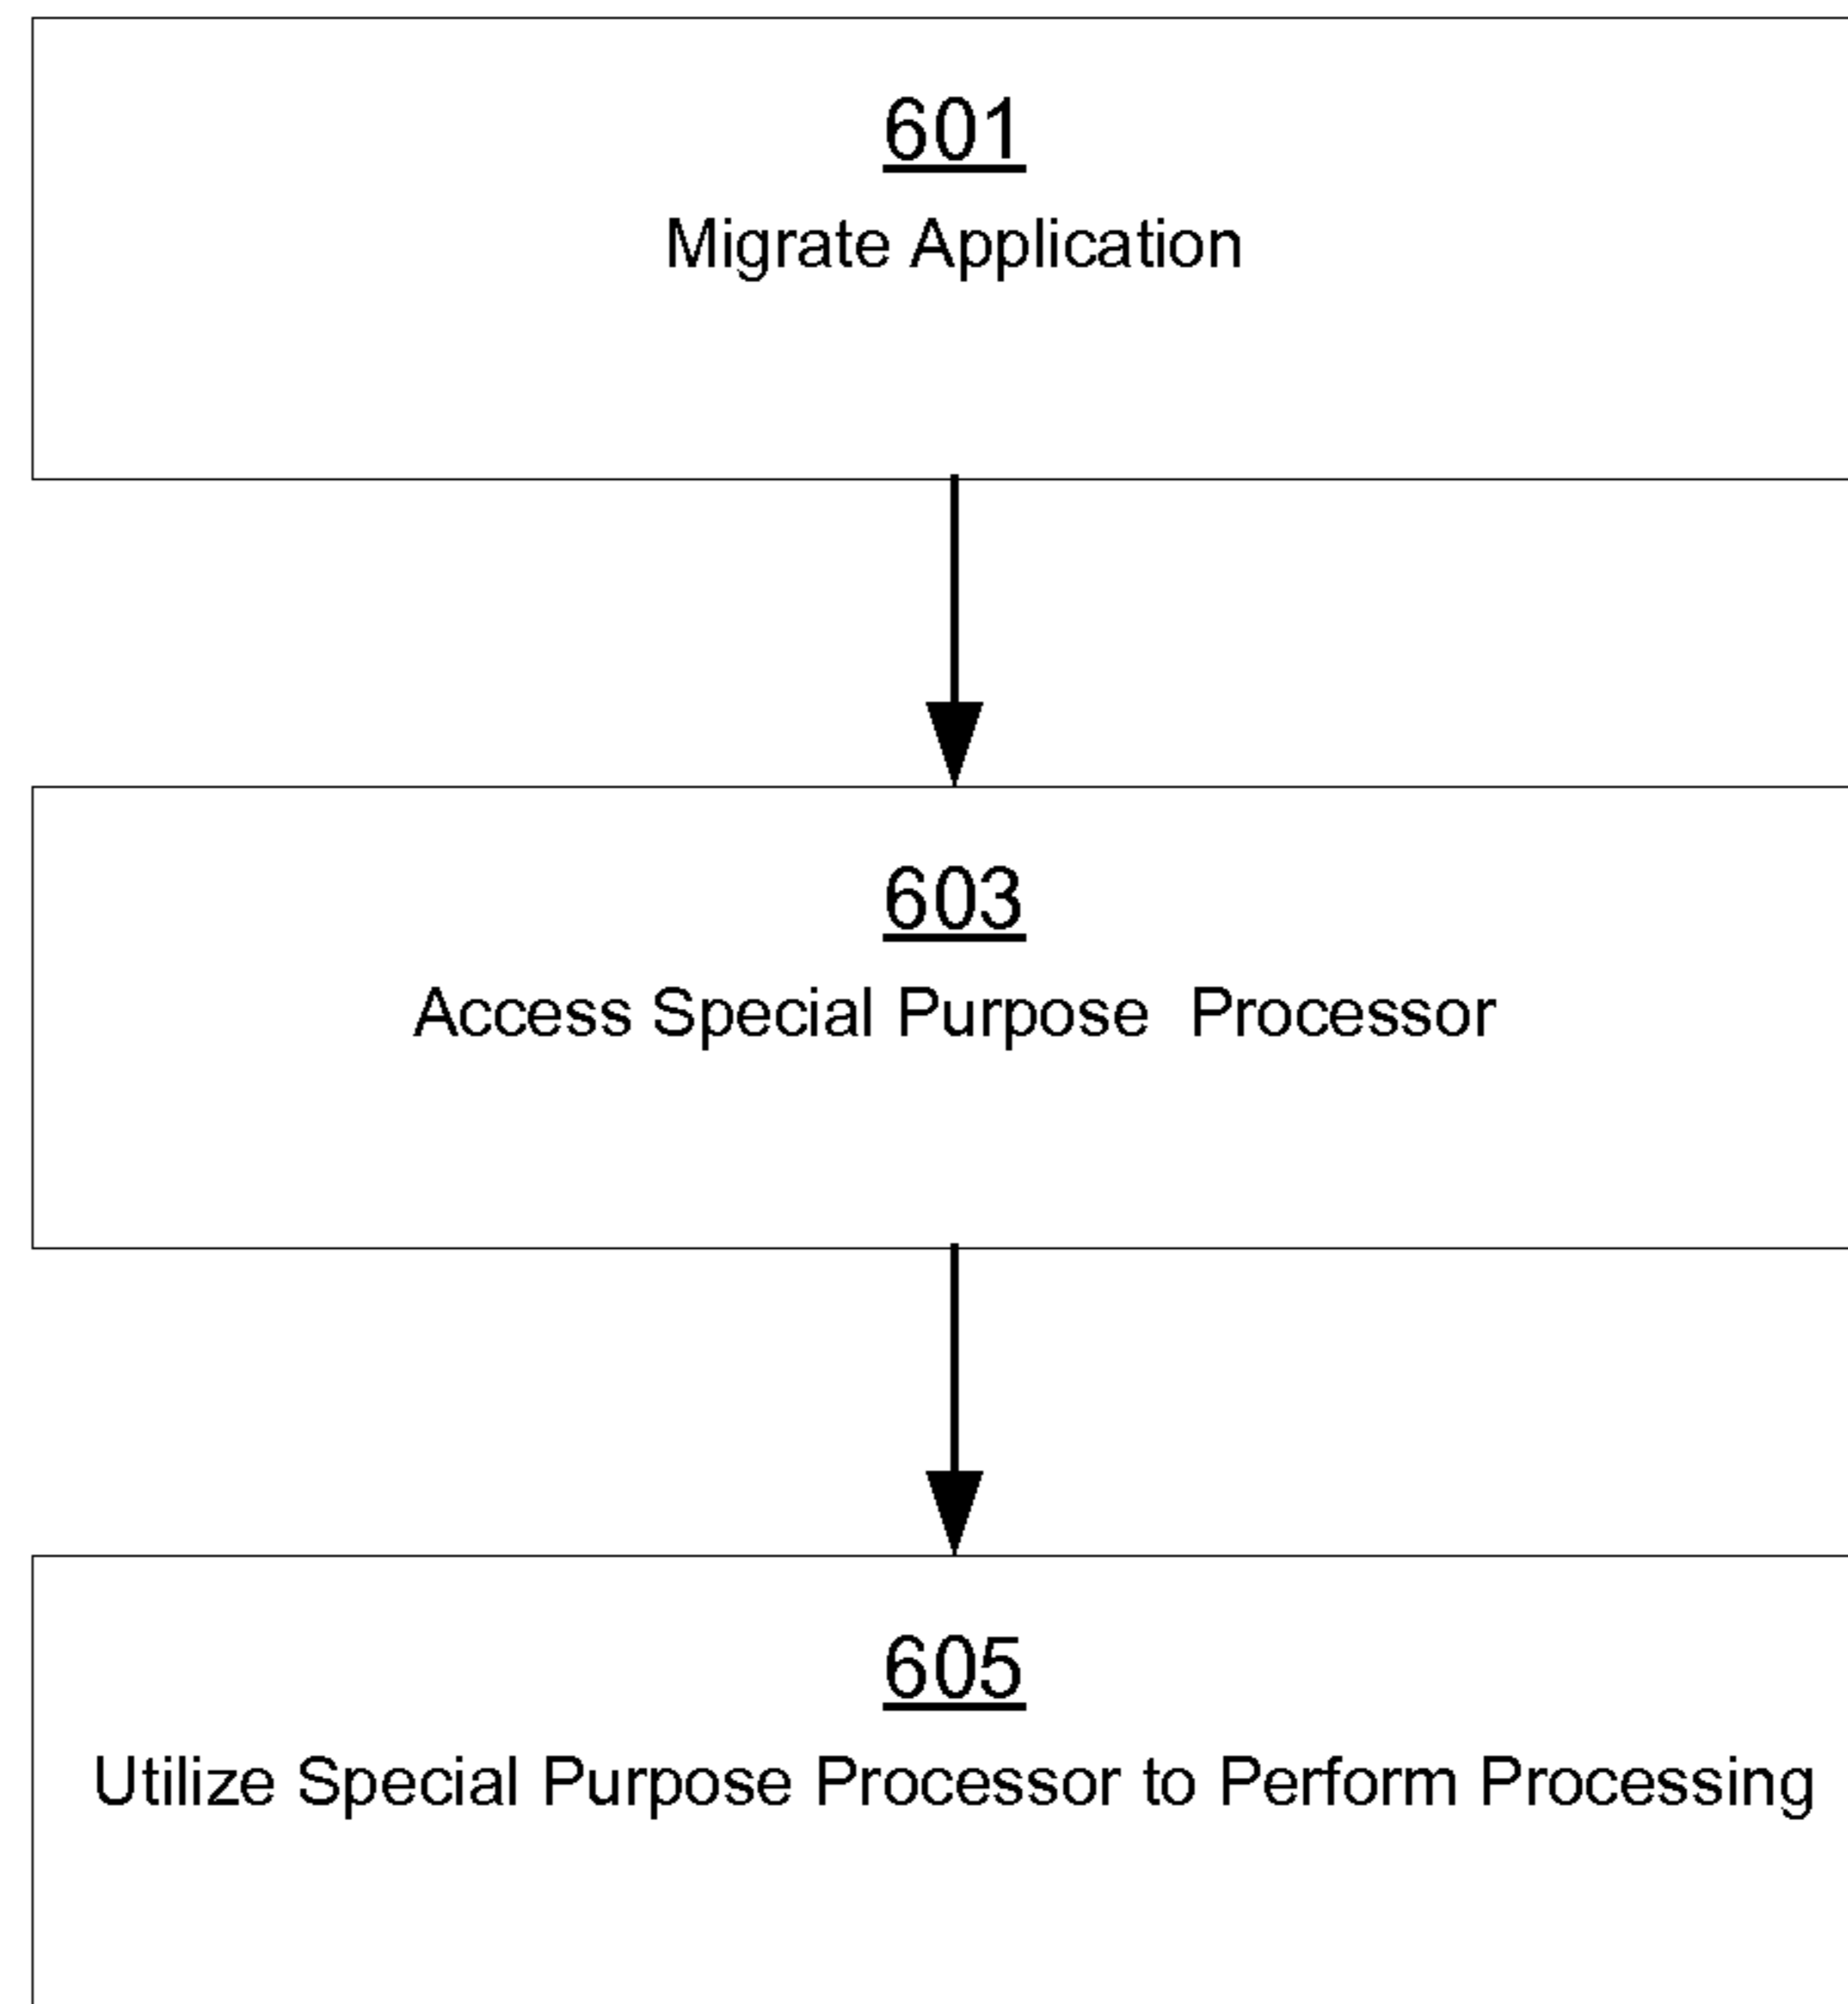 601
Migrate Application
603
Access Special Purpose Processor
605
Utilize Special Purpose Processor to Perform Processing